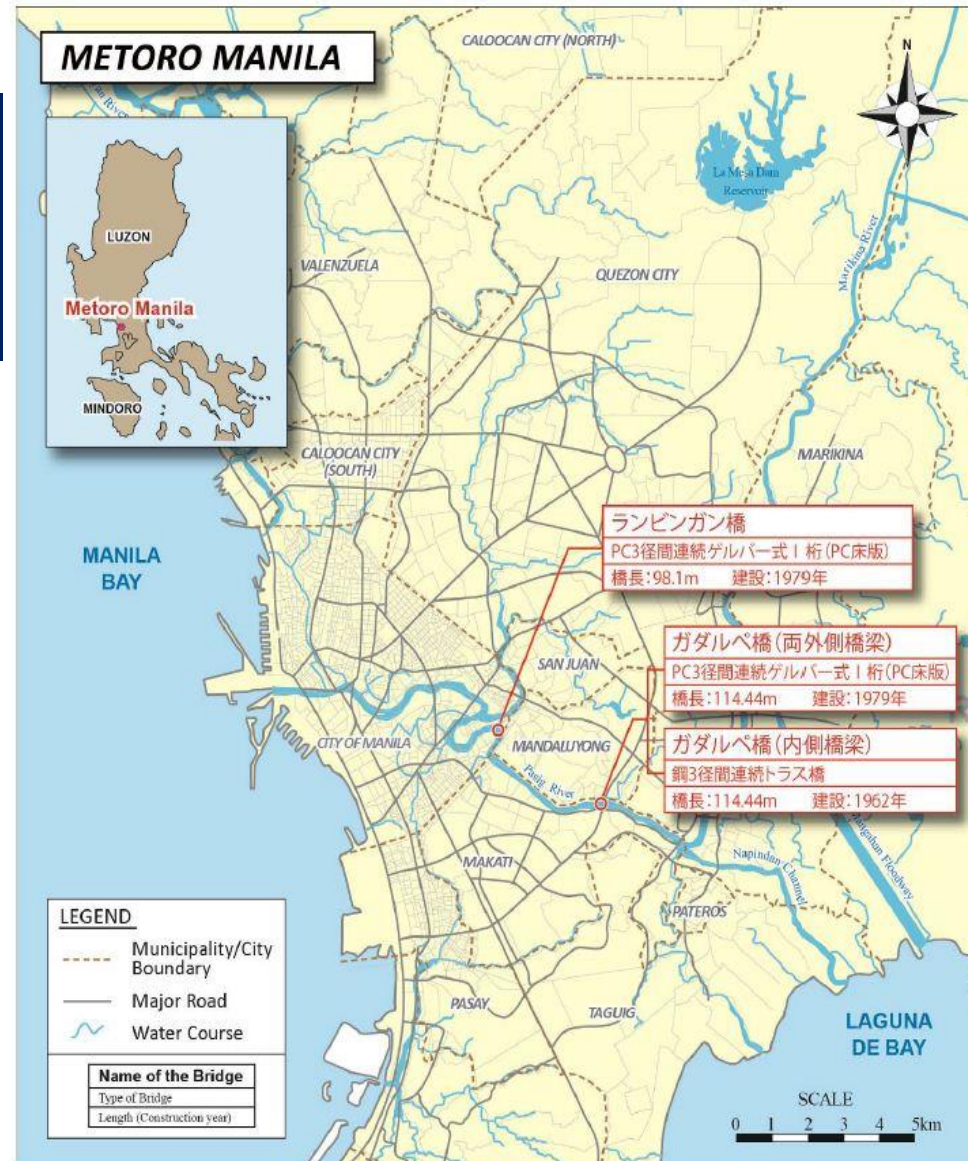 METORO MANILA
CALOOCAN CITY (NORTH)
N
La Mesa Dam
Reservoir
LUZON
Metoro Manila
MINDORO
VALENZUELA
QUEZON CITY
Marikina River
CALOOCAN CITY
(SOUTH)
MARIKINA
MANILA
BAY
ランビンガン橋
PC3径間連続ゲルバー式I桁(PC床版)
橋長:98.1m 建設:1979年
ガダルペ橋(両外側橋梁)
PC3径間連続ゲルバー式I桁(PC床版)
橋長:114.44m 建設:1979年
ガダルペ橋(内側橋梁)
鋼3径間連続トラス橋
橋長:114.44m 建設:1962年
SAN JUAN
CITY OF MANILA
MANDALUYONG
Pasig River
MAKATI
Napindan Channel
Mangahan Floodway
PATEROS
PASAY
TAGUIG
LAGUNA
DE BAY
LEGEND
Municipality/City
Boundary
Major Road
Water Course
Name of the Bridge
Type of Bridge
Length (Construction year)
SCALE
0 1 2 3 4 5km